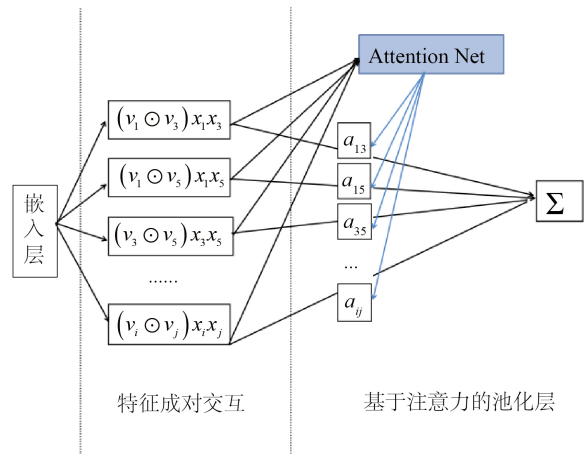 Attention Net
(v₁ ⊙ v₃)x₁x₃
a₁₃
(v₁ ⊙ v₅)x₁x₅
a₁₅
嵌入层
(v₃ ⊙ v₅)x₃x₅
a₃₅
Σ
......
...
(vᵢ ⊙ vⱼ)xᵢxⱼ
aᵢⱼ
特征成对交互
基于注意力的池化层